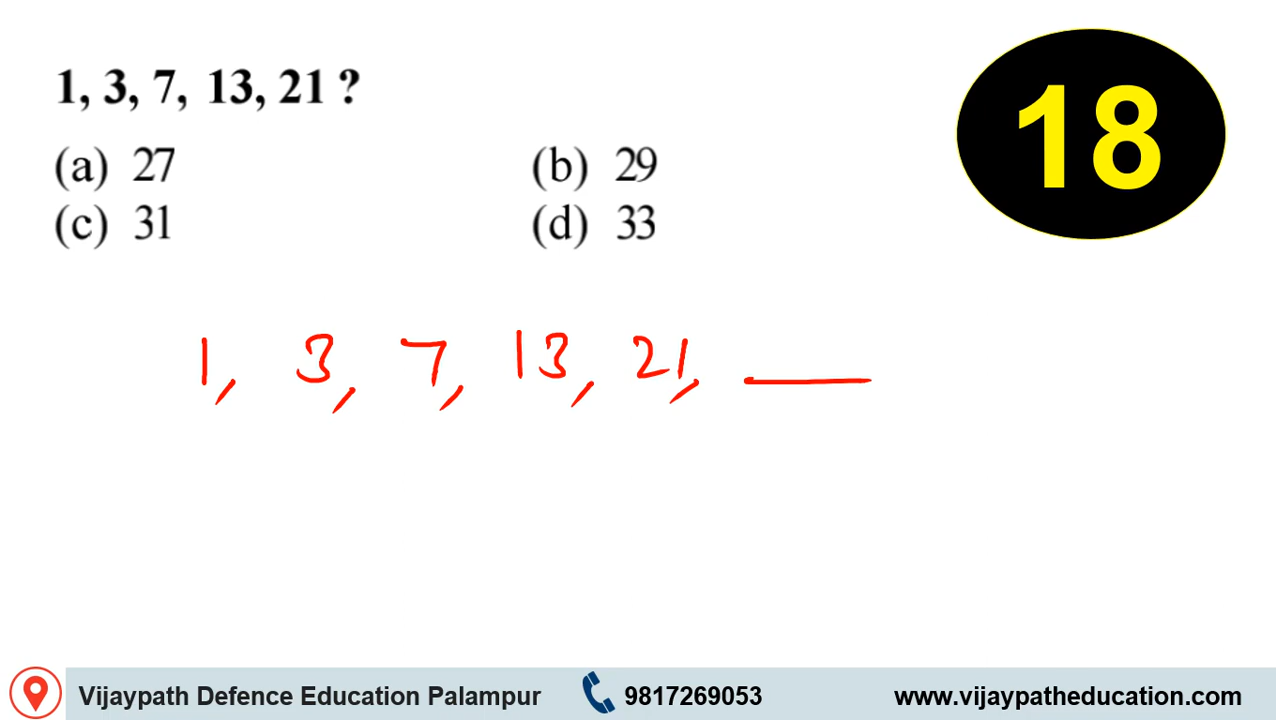 1, 3, 7, 13, 21 ?
18
(a) 27 (b) 29
(c) 31 (d) 33
1, 3, 7, 13, 21, ____
Vijaypath Defence Education Palampur 9817269053 www.vijaypatheducation.com